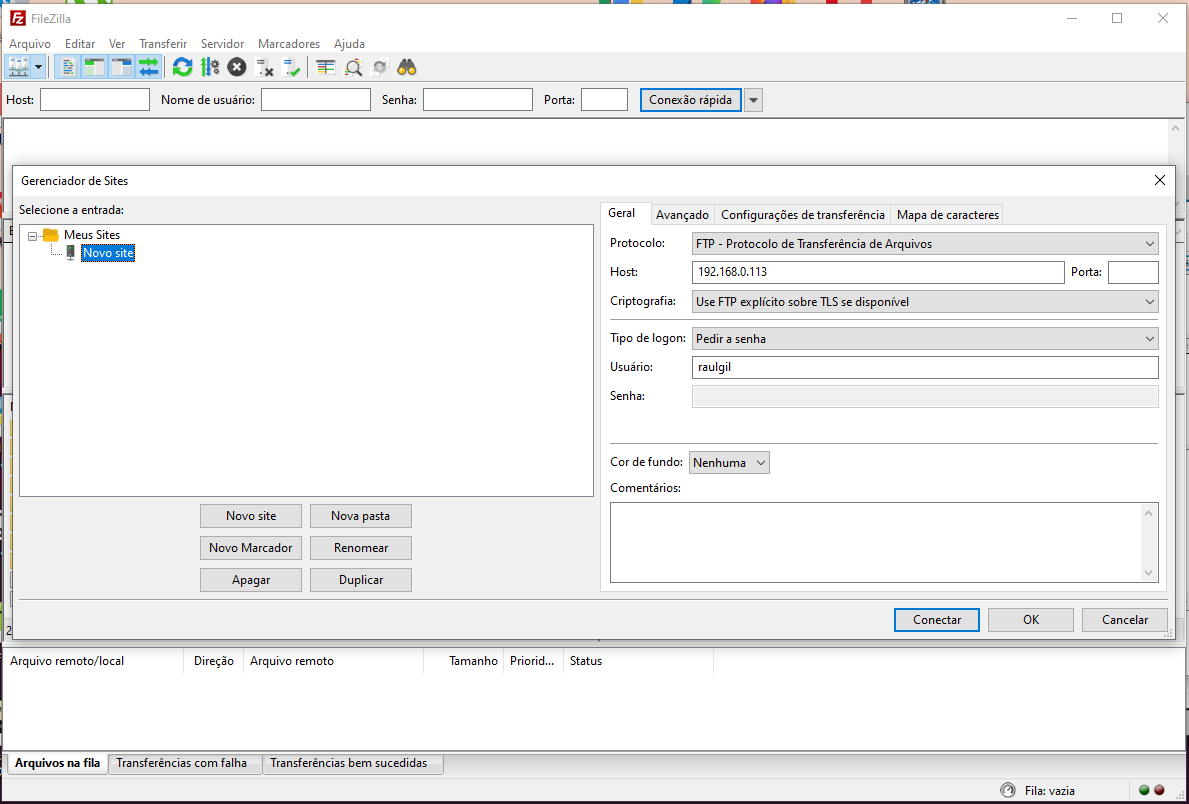 FileZilla
Arquivo Editar Ver Transferir Servidor Marcadores Ajuda
Host: Nome de usuário: Senha: Porta: Conexão rápida
Gerenciador de Sites
Selecione a entrada:
Meus Sites
Novo site
Novo site Nova pasta
Novo Marcador Renomear
Apagar Duplicar
Geral Avançado Configurações de transferência Mapa de caracteres
Protocolo: FTP - Protocolo de Transferência de Arquivos
Host: 192.168.0.113 Porta:
Criptografia: Use FTP explícito sobre TLS se disponível
Tipo de logon: Pedir a senha
Usuário: raulgil
Senha:
Cor de fundo: Nenhuma
Comentários:
Conectar OK Cancelar
Arquivo remoto/local Direção Arquivo remoto Tamanho Priorid... Status
Arquivos na fila Transferências com falha Transferências bem sucedidas
Fila: vazia